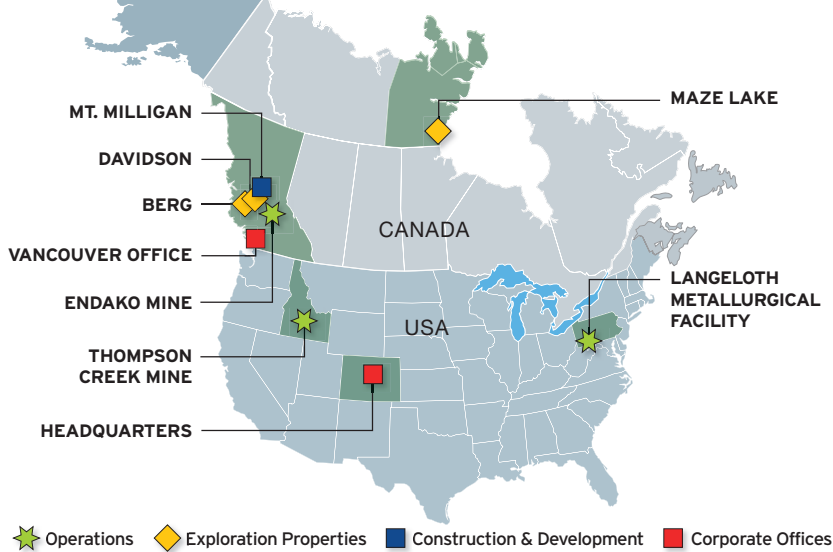 MT. MILLIGAN
DAVIDSON
BERG
VANCOUVER OFFICE
ENDAKO MINE
THOMPSON
CREEK MINE
HEADQUARTERS
CANADA
USA
MAZE LAKE
LANGELOTH
METALLURGICAL
FACILITY
Operations
Exploration Properties
Construction & Development
Corporate Offices